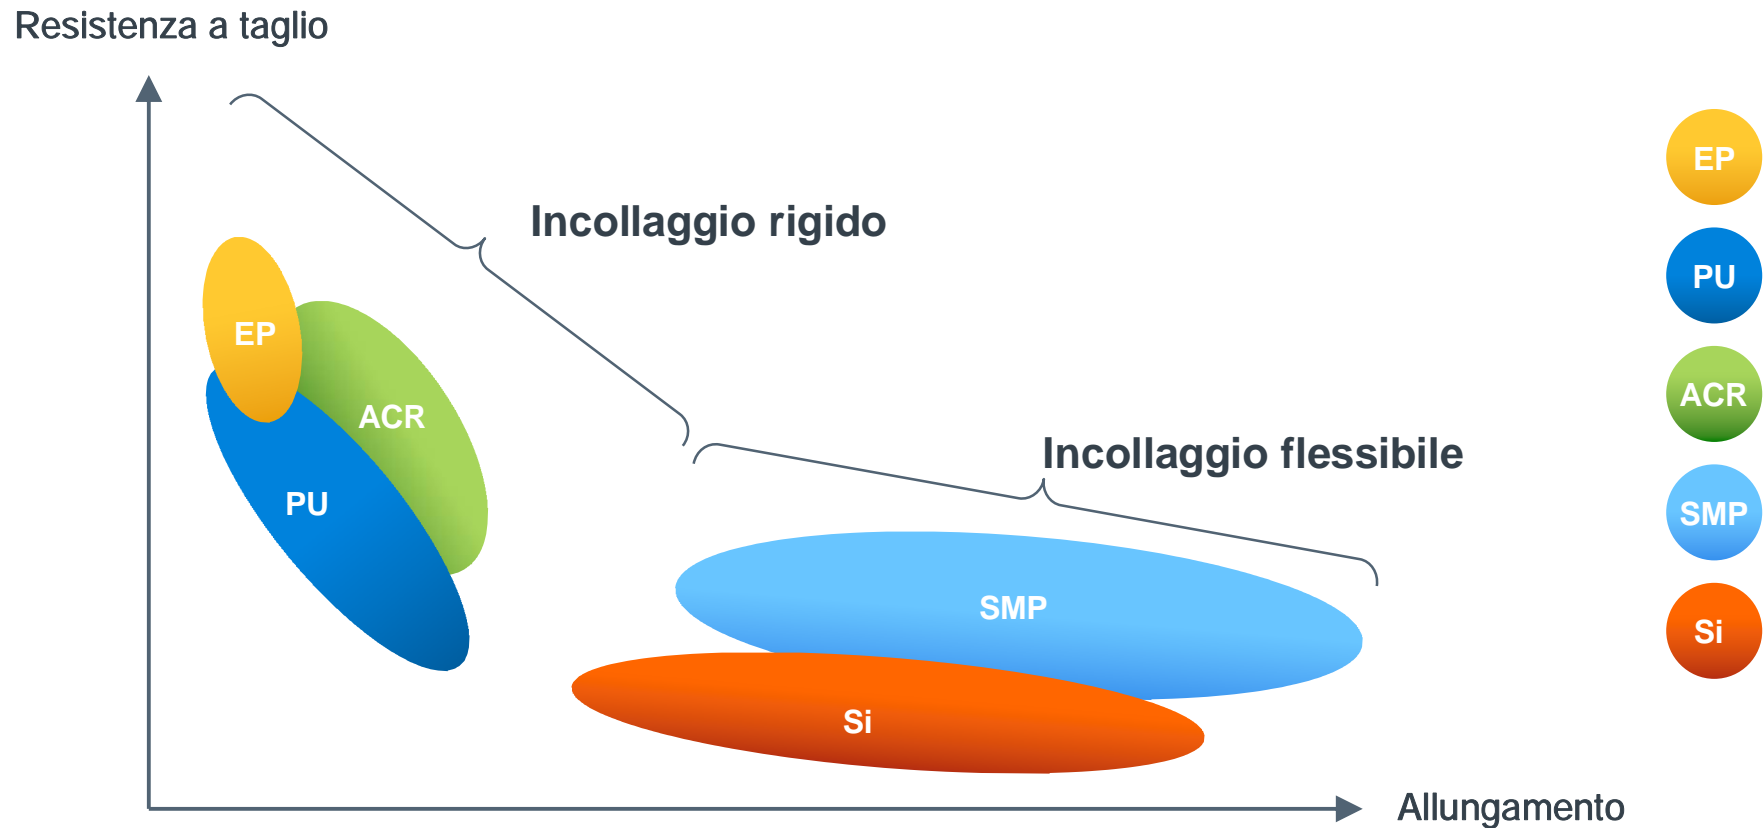 Resistenza a taglio
Incollaggio rigido
EP
ACR
PU
Incollaggio flessibile
SMP
Si
Allungamento
EP
PU
ACR
SMP
Si